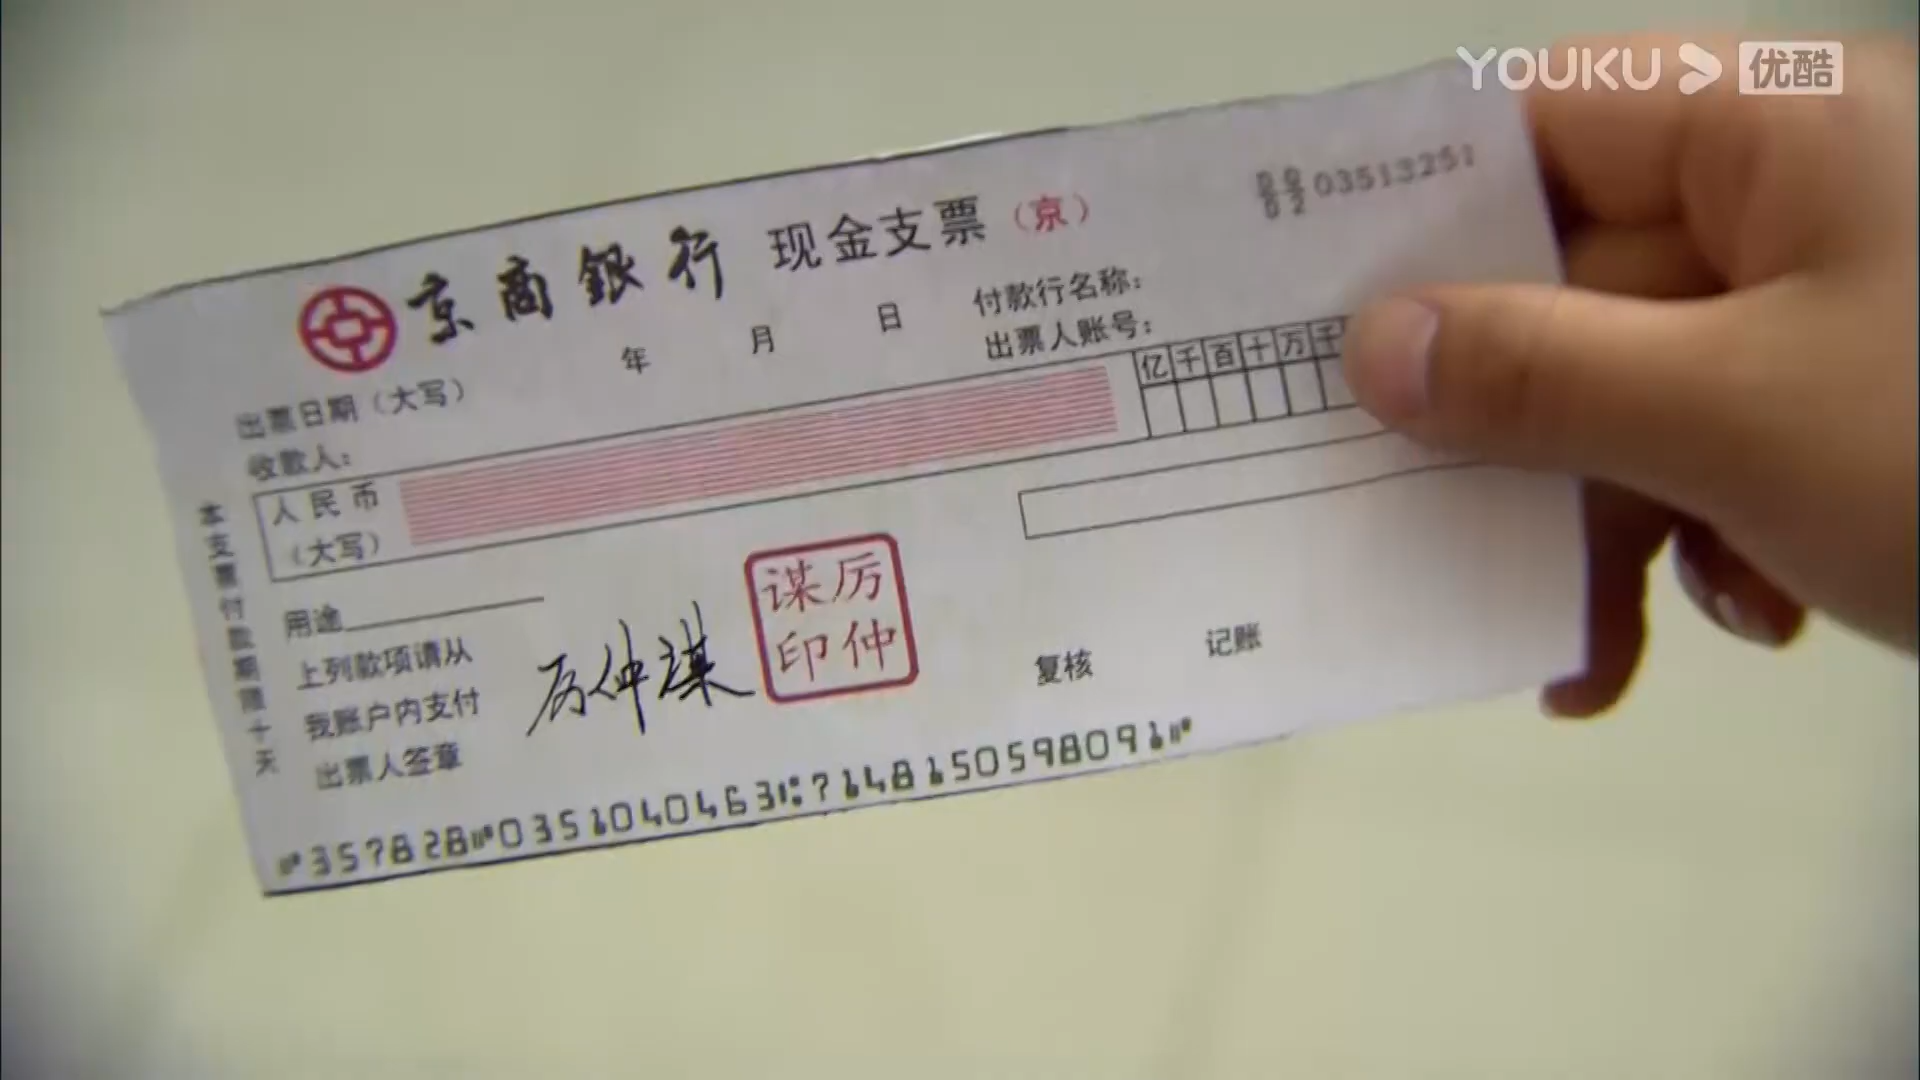 YOUKU 优酷
京商銀行 现金支票（京）
03513251
年 月 日
付款行名称：
出票日期（大写）
出票人账号：
收款人：
亿千百十万千
人民币
（大写）
本支票付款期限十天
用途
上列款项请从
我账户内支付
出票人签章
厉仲谋
厉仲谋印
复核 记账
⑈357828⑈0351040463⑆7148150598091⑈